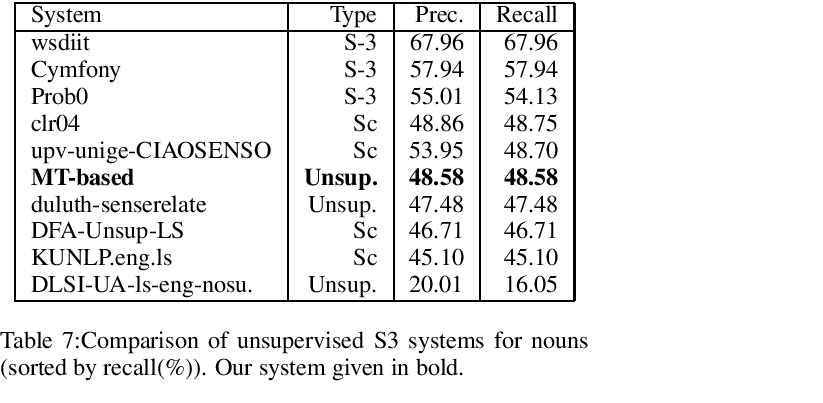 System Type Prec. Recall
wsdiit S-3 67.96 67.96
Cymfony S-3 57.94 57.94
Prob0 S-3 55.01 54.13
clr04 Sc 48.86 48.75
upv-unige-CIAOSENSO Sc 53.95 48.70
MT-based Unsup. 48.58 48.58
duluth-senserelate Unsup. 47.48 47.48
DFA-Unsup-LS Sc 46.71 46.71
KUNLP.eng.ls Sc 45.10 45.10
DLSI-UA-ls-eng-nosu. Unsup. 20.01 16.05
Table 7:Comparison of unsupervised S3 systems for nouns
(sorted by recall(%)). Our system given in bold.